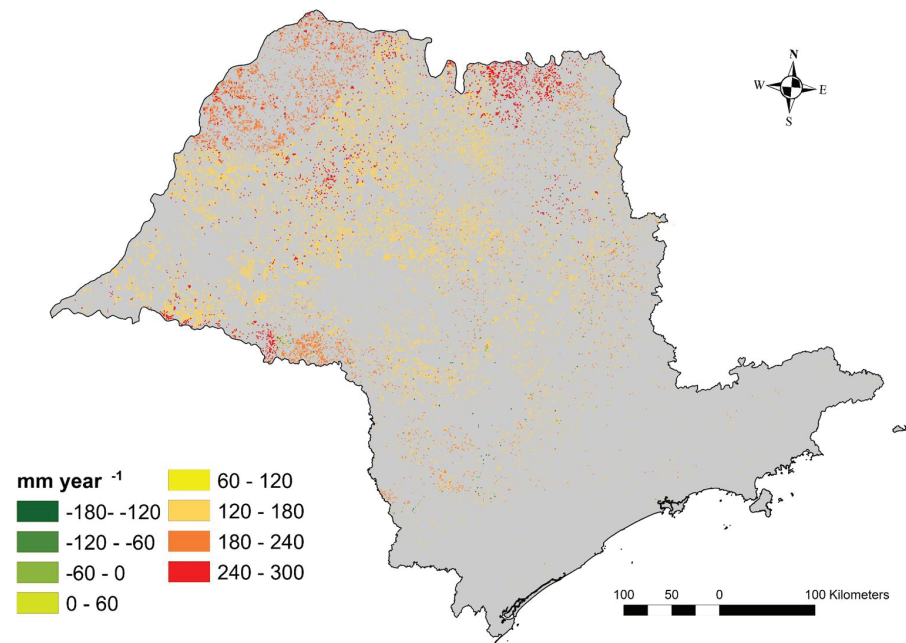 N
W E
S
mm year -1
-180- -120
-120 - -60
-60 - 0
0 - 60
60 - 120
120 - 180
180 - 240
240 - 300
100 50 0 100 Kilometers